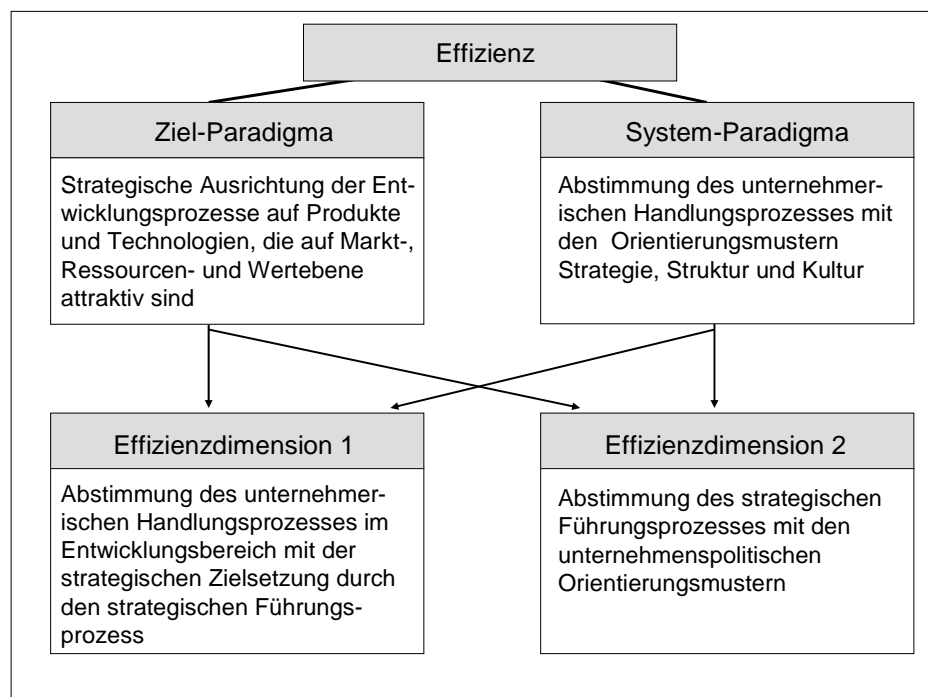 Effizienz
Ziel-Paradigma
Strategische Ausrichtung der Ent-
wicklungsprozesse auf Produkte
und Technologien, die auf Markt-,
Ressourcen- und Wertebene
attraktiv sind
System-Paradigma
Abstimmung des unternehmer-
ischen Handlungsprozesses mit
den Orientierungsmustern
Strategie, Struktur und Kultur
Effizienzdimension 1
Abstimmung des unternehmer-
ischen Handlungsprozesses im
Entwicklungsbereich mit der
strategischen Zielsetzung durch
den strategischen Führungs-
prozess
Effizienzdimension 2
Abstimmung des strategischen
Führungsprozesses mit den
unternehmenspolitischen
Orientierungsmustern